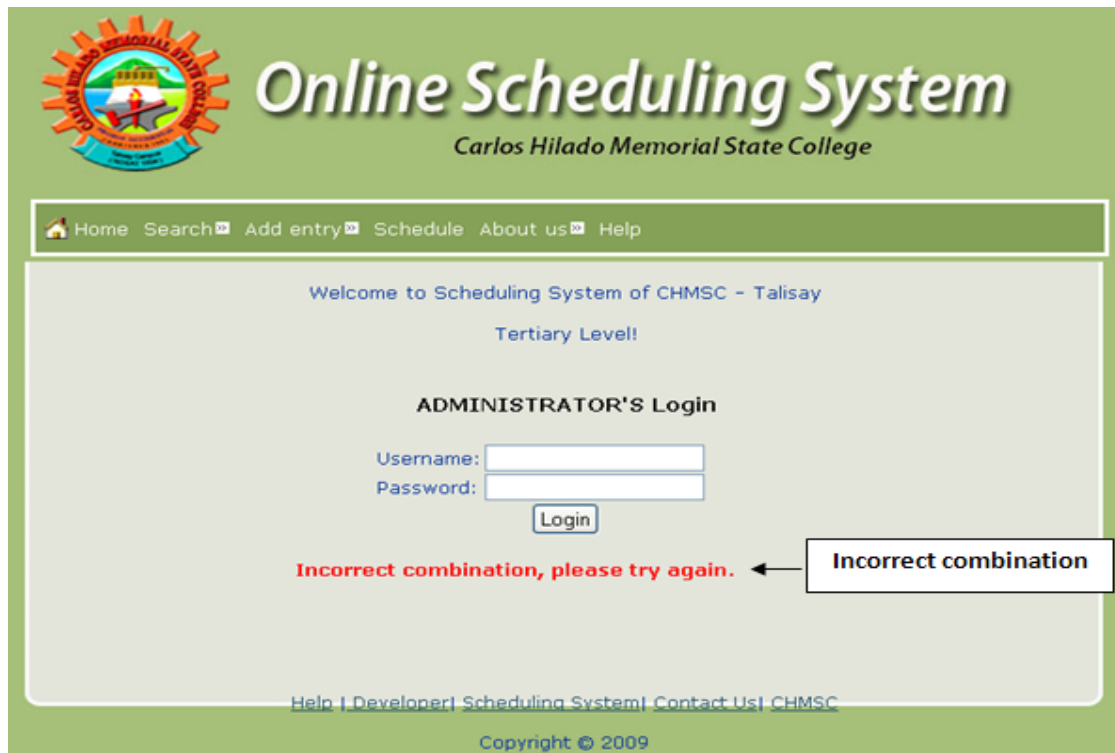 Online Scheduling System
Carlos Hilado Memorial State College
Home Search Add entry Schedule About us Help
Welcome to Scheduling System of CHMSC - Talisay
Tertiary Level!
ADMINISTRATOR'S Login
Username:
Password:
Login
Incorrect combination, please try again.
Incorrect combination
Help | Developer| Scheduling System| Contact Us| CHMSC
Copyright © 2009